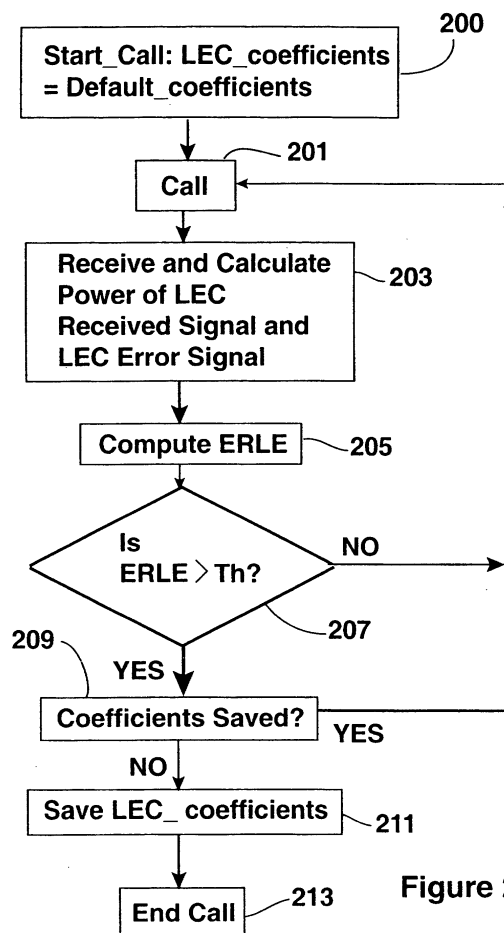 200
Start_Call: LEC_coefficients
= Default_coefficients
201
Call
Receive and Calculate
Power of LEC
Received Signal and
LEC Error Signal
203
Compute ERLE
205
Is
ERLE > Th?
NO
207
209
YES
Coefficients Saved?
YES
NO
Save LEC_ coefficients
211
End Call
213
Figure